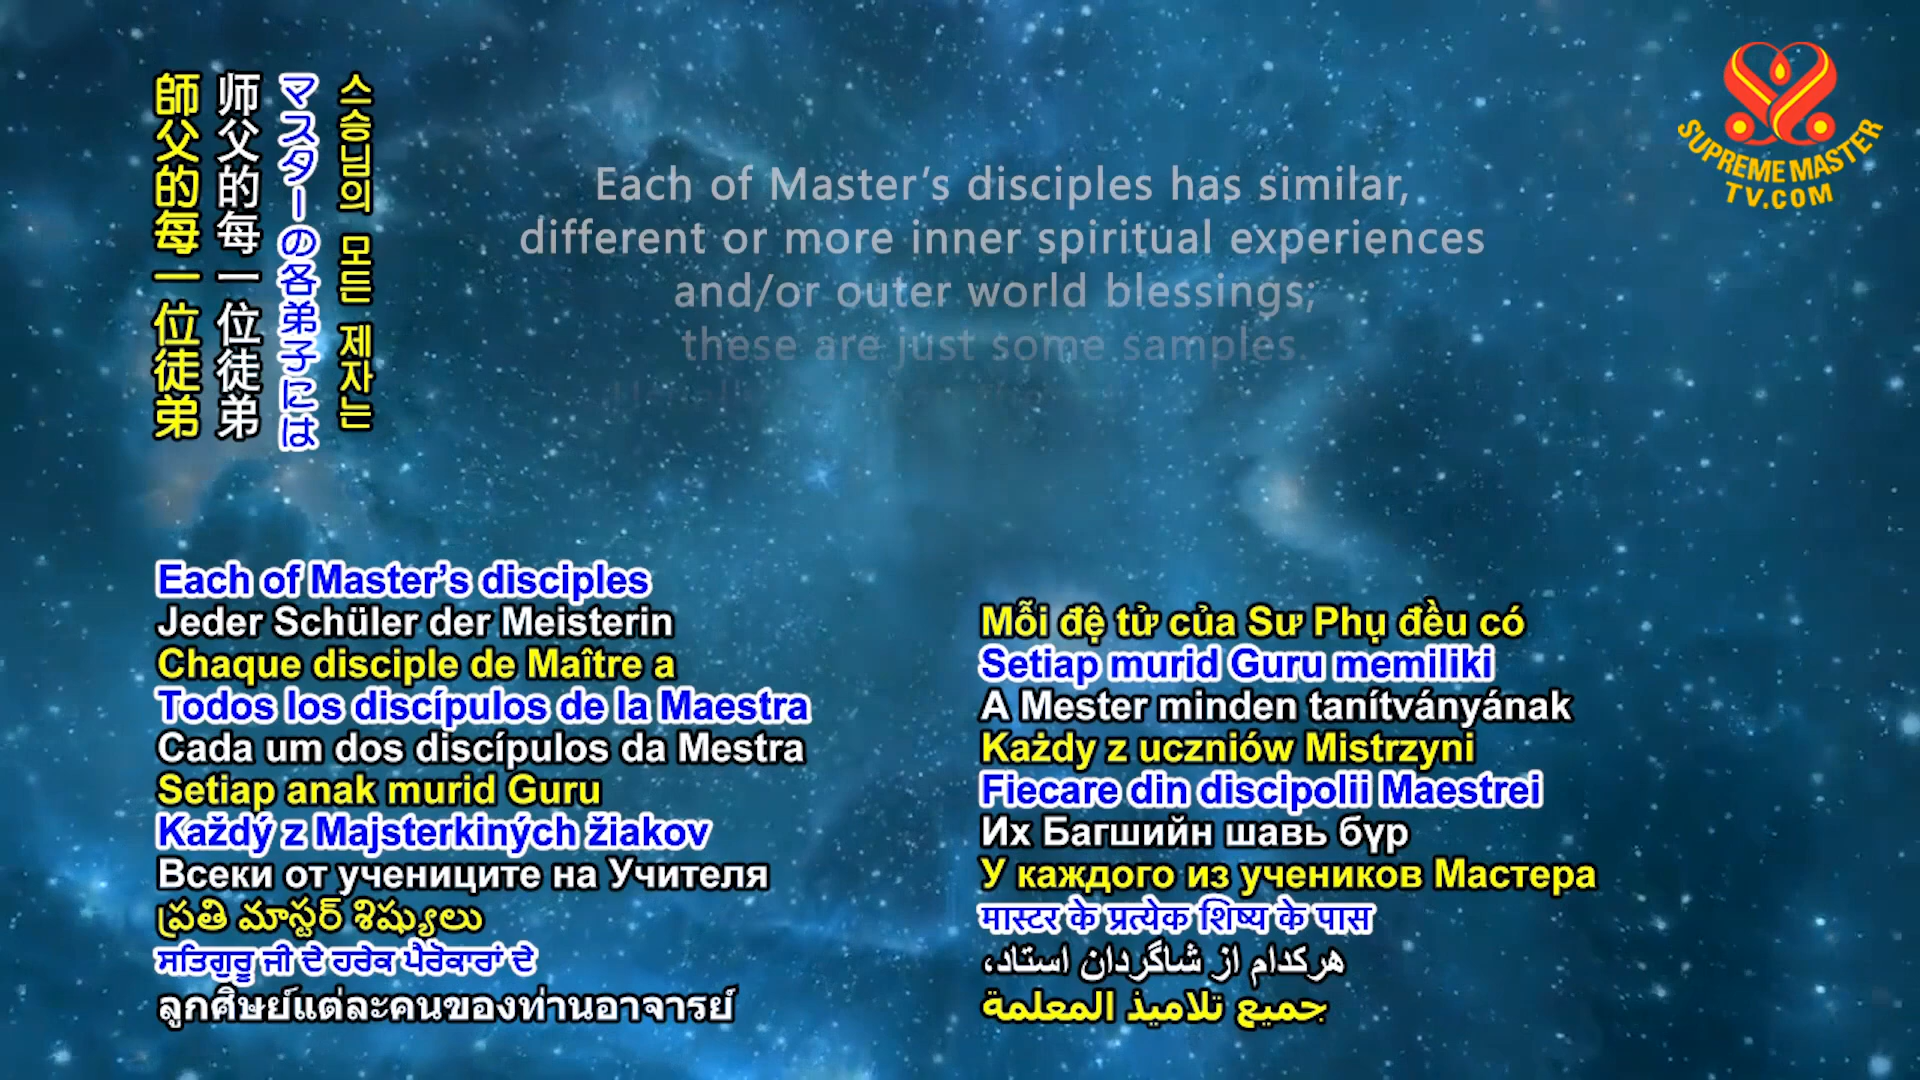 師父的每一位徒弟
师父的每一位徒弟
マスターの各弟子には
스승님의 모든 제자는
SUPREME MASTER
TV.COM
Each of Master’s disciples has similar,
different or more inner spiritual experiences
and/or outer world blessings;
these are just some samples.
Each of Master’s disciples
Jeder Schüler der Meisterin
Chaque disciple de Maître a
Todos los discípulos de la Maestra
Cada um dos discípulos da Mestra
Setiap anak murid Guru
Každý z Majsterkiných žiakov
Всеки от учениците на Учителя
ప్రతి మాస్టర్ శిష్యులు
ਸਤਿਗੁਰੂ ਜੀ ਦੇ ਹਰੇਕ ਪੈਰੋਕਾਰਾਂ ਦੇ
ลูกศิษย์แต่ละคนของท่านอาจารย์
Mỗi đệ tử của Sư Phụ đều có
Setiap murid Guru memiliki
A Mester minden tanítványának
Każdy z uczniów Mistrzyni
Fiecare din discipolii Maestrei
Их Багшийн шавь бүр
У каждого из учеников Мастера
मास्टर के प्रत्येक शिष्य के पास
هرکدام از شاگردان استاد،
جميع تلاميذ المعلمة